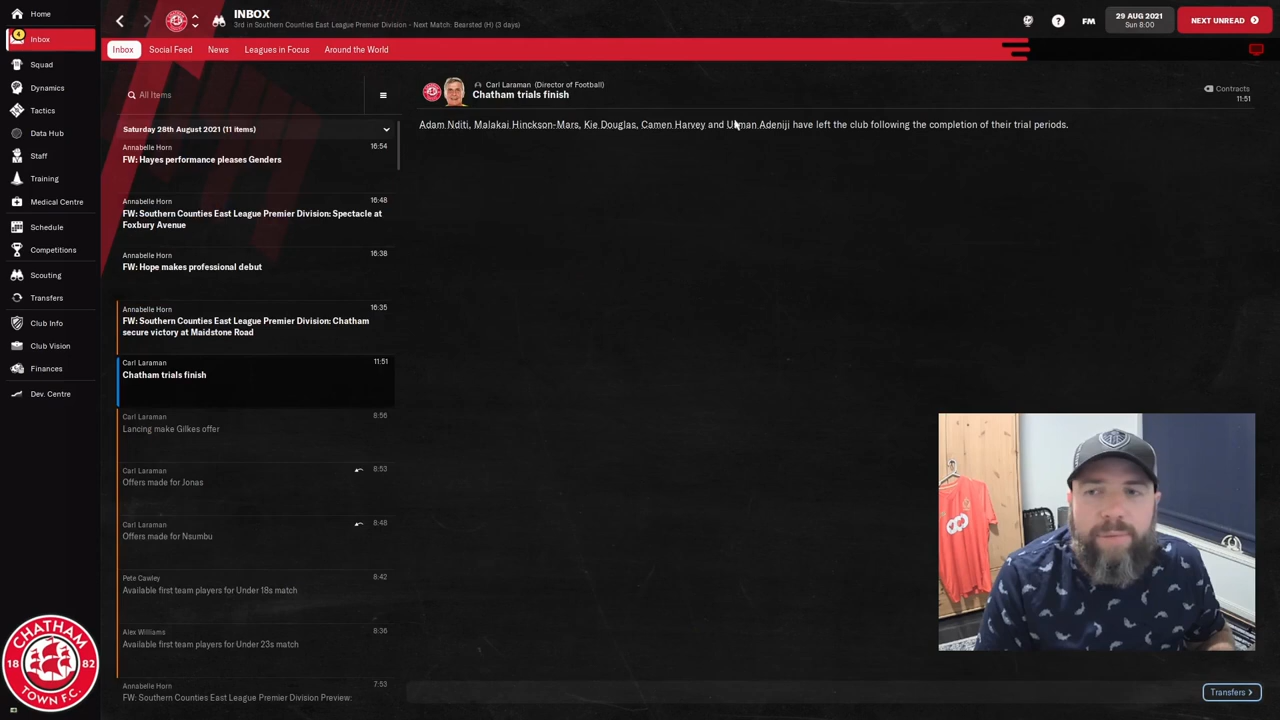 Home
INBOX
3rd in Southern Counties East League Premier Division - Next Match: Bearsted (H) (3 days)
FM
29 AUG 2021
Sun 8:00
NEXT UNREAD
4
Inbox
Squad
Dynamics
Tactics
Data Hub
Staff
Training
Medical Centre
Schedule
Competitions
Scouting
Transfers
Club Info
Club Vision
Finances
Dev. Centre
CHATHAM
18 82
TOWN F.C.
Inbox
Social Feed
News
Leagues in Focus
Around the World
All Items
Saturday 28th August 2021 (11 items)
Annabelle Horn 16:54
FW: Hayes performance pleases Genders
Annabelle Horn 16:48
FW: Southern Counties East League Premier Division: Spectacle at
Foxbury Avenue
Annabelle Horn 16:38
FW: Hope makes professional debut
Annabelle Horn 16:35
FW: Southern Counties East League Premier Division: Chatham
secure victory at Maidstone Road
Carl Laraman 11:51
Chatham trials finish
Carl Laraman 8:56
Lancing make Gilkes offer
Carl Laraman 8:53
Offers made for Jonas
Carl Laraman 8:48
Offers made for Nsumbu
Pete Cawley 8:42
Available first team players for Under 18s match
Alex Williams 8:36
Available first team players for Under 23s match
Annabelle Horn 7:53
FW: Southern Counties East League Premier Division Preview:
Carl Laraman (Director of Football)
Chatham trials finish
Contracts
11:51
Adam Nditi, Malakai Hinckson-Mars, Kie Douglas, Camen Harvey and Usman Adeniji have left the club following the completion of their trial periods.
Transfers